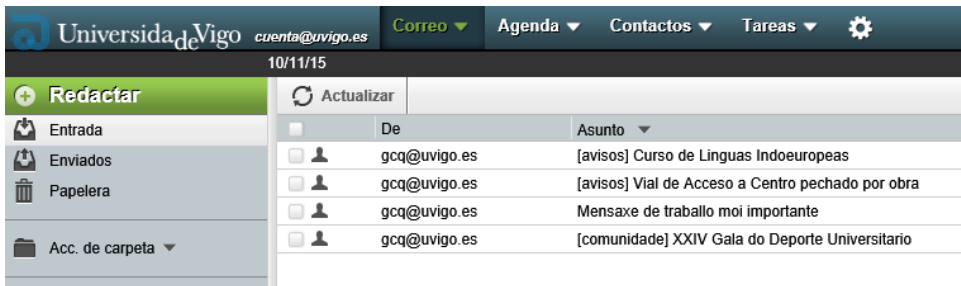 UniversidadeVigo cuenta@uvigo.es Correo Agenda Contactos Tareas
10/11/15
Redactar Actualizar
Entrada De Asunto
Enviados gcq@uvigo.es [avisos] Curso de Linguas Indoeuropeas
Papelera gcq@uvigo.es [avisos] Vial de Acceso a Centro pechado por obra
gcq@uvigo.es Mensaxe de traballo moi importante
Acc. de carpeta gcq@uvigo.es [comunidade] XXIV Gala do Deporte Universitario